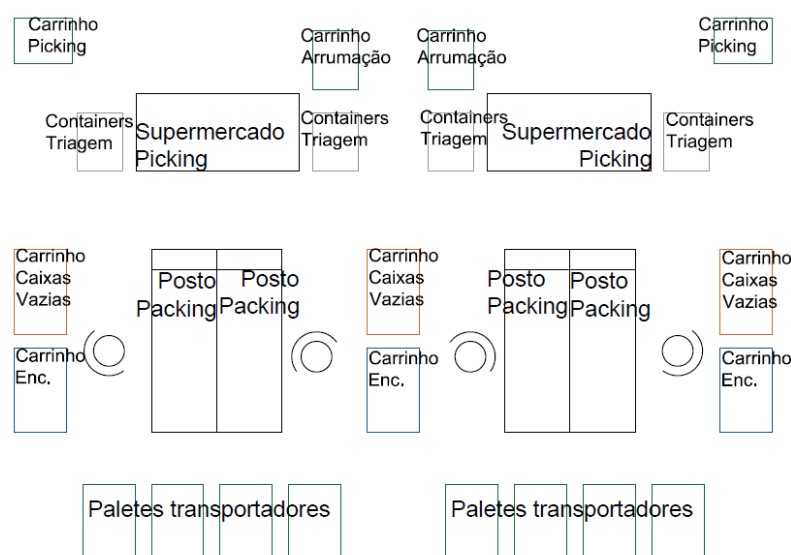 Carrinho
Picking
Carrinho
Arrumação
Carrinho
Arrumação
Carrinho
Picking
Containers
Triagem
Supermercado
Picking
Containers
Triagem
Containers
Triagem
Supermercado
Picking
Containers
Triagem
Carrinho
Caixas
Vazias
Posto
Packing
Posto
Packing
Carrinho
Caixas
Vazias
Posto
Packing
Posto
Packing
Carrinho
Caixas
Vazias
Carrinho
Enc.
Carrinho
Enc.
Carrinho
Enc.
Paletes transportadores
Paletes transportadores